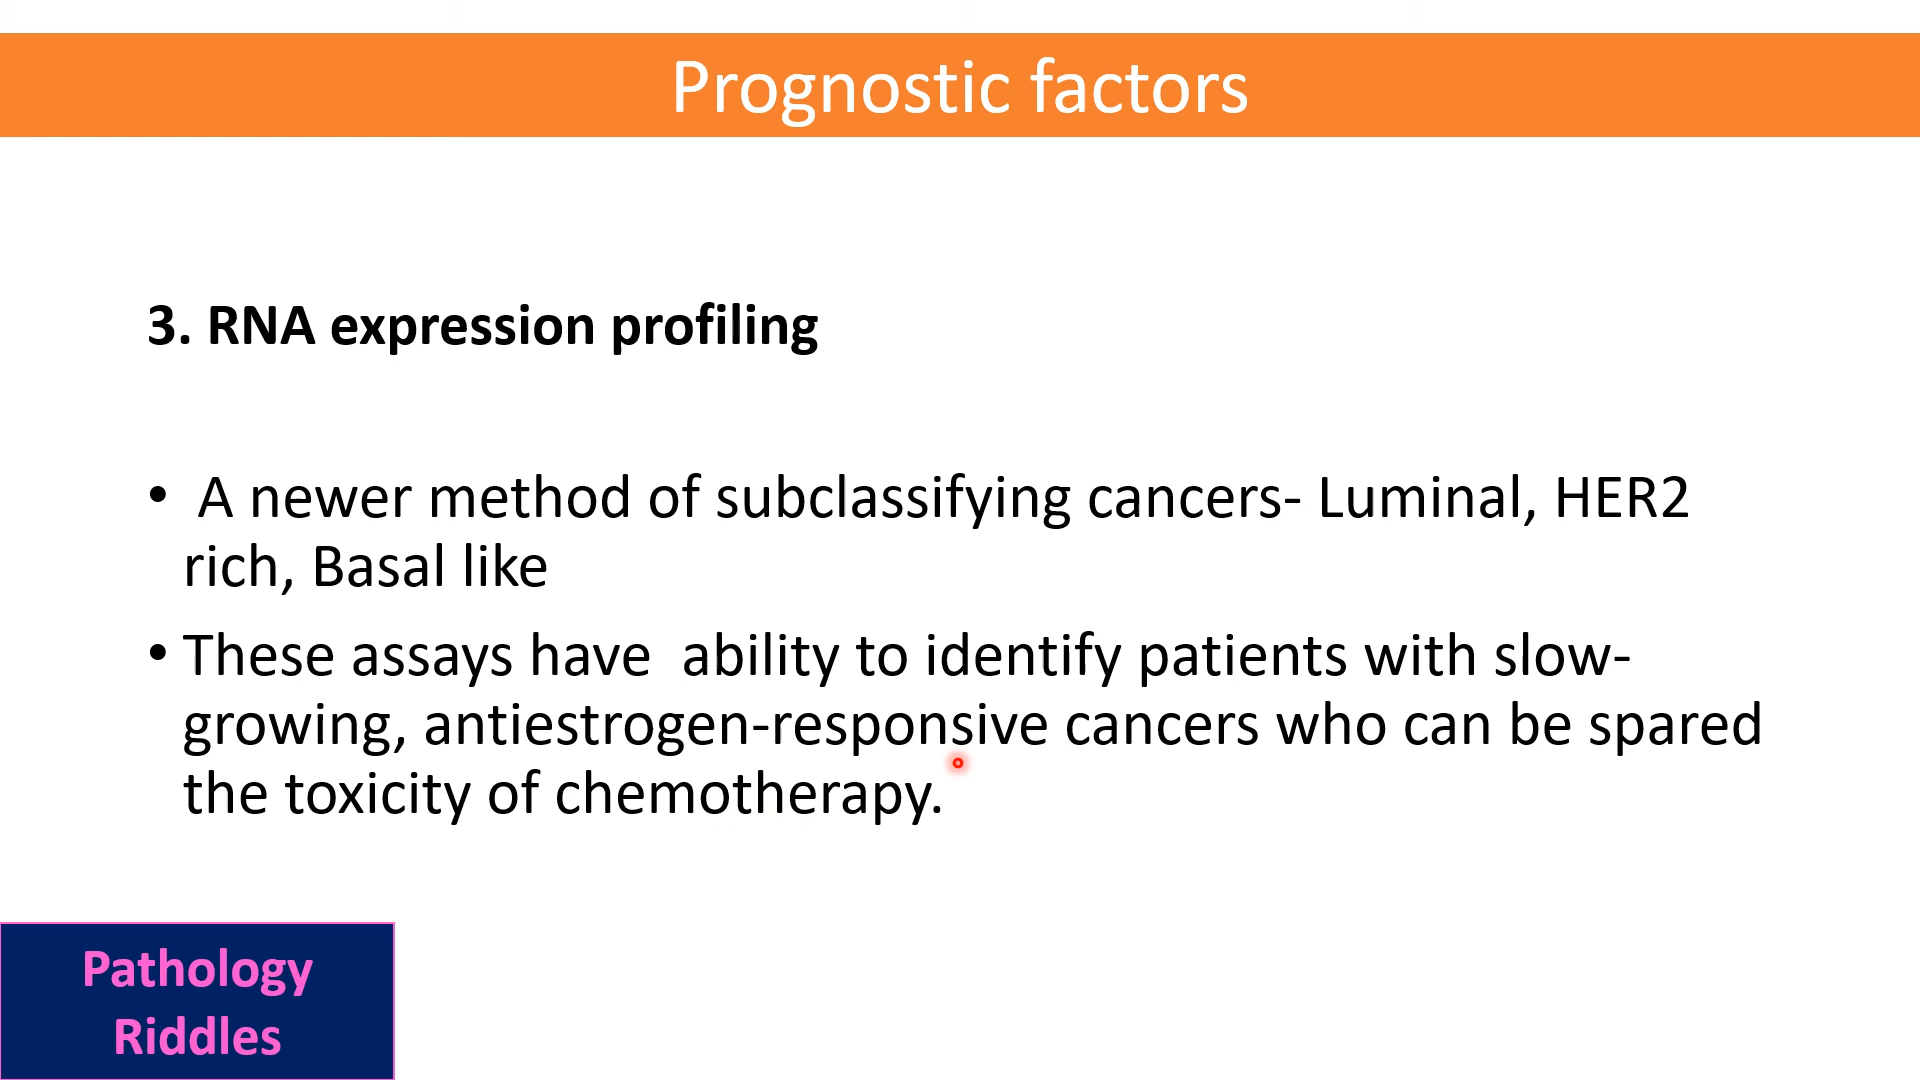 Prognostic factors
3. RNA expression profiling
• A newer method of subclassifying cancers- Luminal, HER2
rich, Basal like
• These assays have ability to identify patients with slow-
growing, antiestrogen-responsive cancers who can be spared
the toxicity of chemotherapy.
Pathology
Riddles